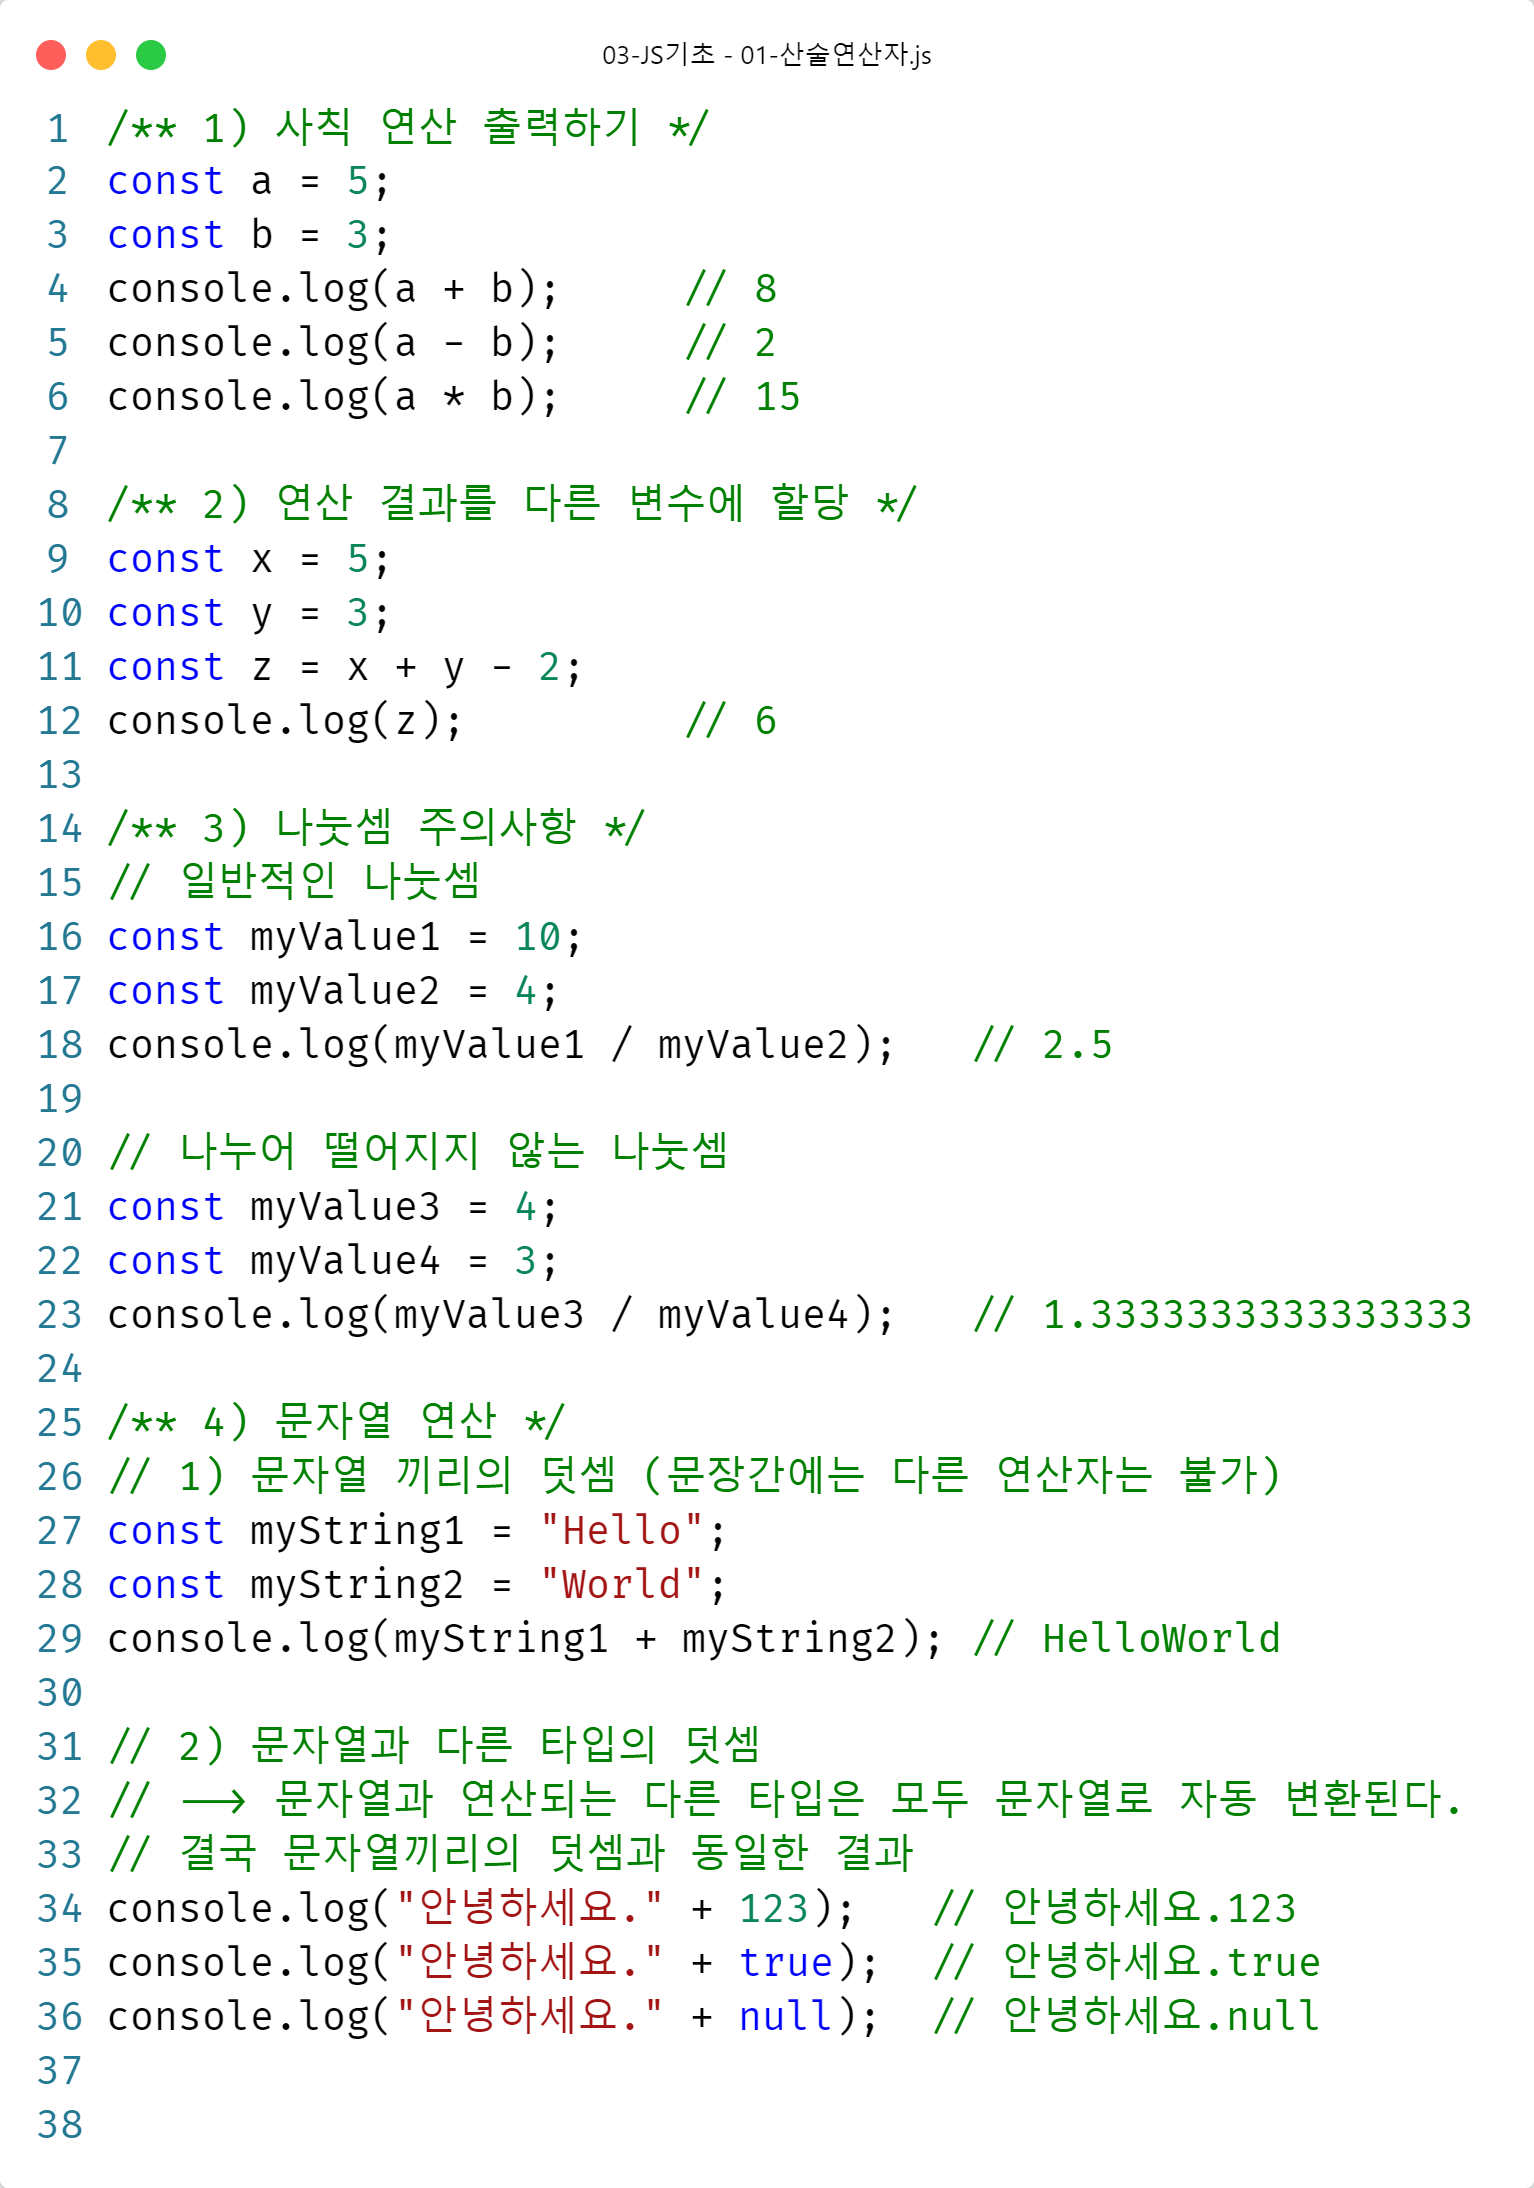 03-JS기초 - 01-산술연산자.js
1 /** 1) 사칙 연산 출력하기 */
2 const a = 5;
3 const b = 3;
4 console.log(a + b);     // 8
5 console.log(a - b);     // 2
6 console.log(a * b);     // 15
7
8 /** 2) 연산 결과를 다른 변수에 할당 */
9 const x = 5;
10 const y = 3;
11 const z = x + y - 2;
12 console.log(z);         // 6
13
14 /** 3) 나눗셈 주의사항 */
15 // 일반적인 나눗셈
16 const myValue1 = 10;
17 const myValue2 = 4;
18 console.log(myValue1 / myValue2);   // 2.5
19
20 // 나누어 떨어지지 않는 나눗셈
21 const myValue3 = 4;
22 const myValue4 = 3;
23 console.log(myValue3 / myValue4);   // 1.3333333333333333
24
25 /** 4) 문자열 연산 */
26 // 1) 문자열 끼리의 덧셈 (문장간에는 다른 연산자는 불가)
27 const myString1 = "Hello";
28 const myString2 = "World";
29 console.log(myString1 + myString2); // HelloWorld
30
31 // 2) 문자열과 다른 타입의 덧셈
32 // --> 문자열과 연산되는 다른 타입은 모두 문자열로 자동 변환된다.
33 // 결국 문자열끼리의 덧셈과 동일한 결과
34 console.log("안녕하세요." + 123);   // 안녕하세요.123
35 console.log("안녕하세요." + true);  // 안녕하세요.true
36 console.log("안녕하세요." + null);  // 안녕하세요.null
37
38